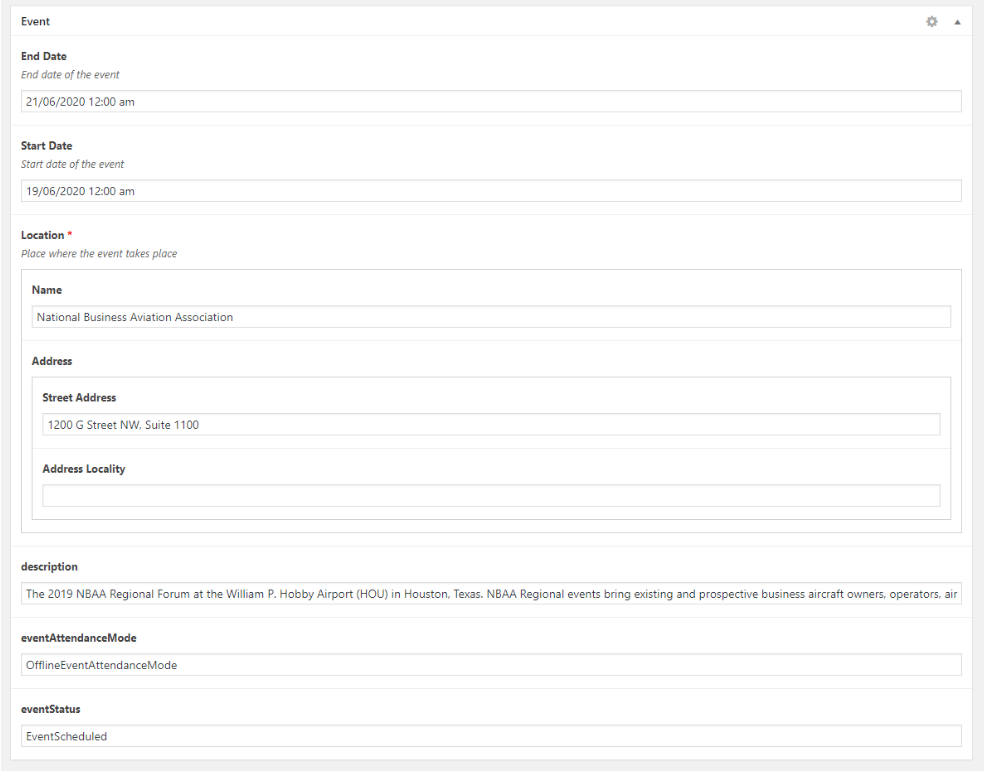 Event
End Date
End date of the event
21/06/2020 12:00 am
Start Date
Start date of the event
19/06/2020 12:00 am
Location *
Place where the event takes place
Name
National Business Aviation Association
Address
Street Address
1200 G Street NW, Suite 1100
Address Locality
description
The 2019 NBAA Regional Forum at the William P. Hobby Airport (HOU) in Houston, Texas. NBAA Regional events bring existing and prospective business aircraft owners, operators, air
eventAttendanceMode
OfflineEventAttendanceMode
eventStatus
EventScheduled